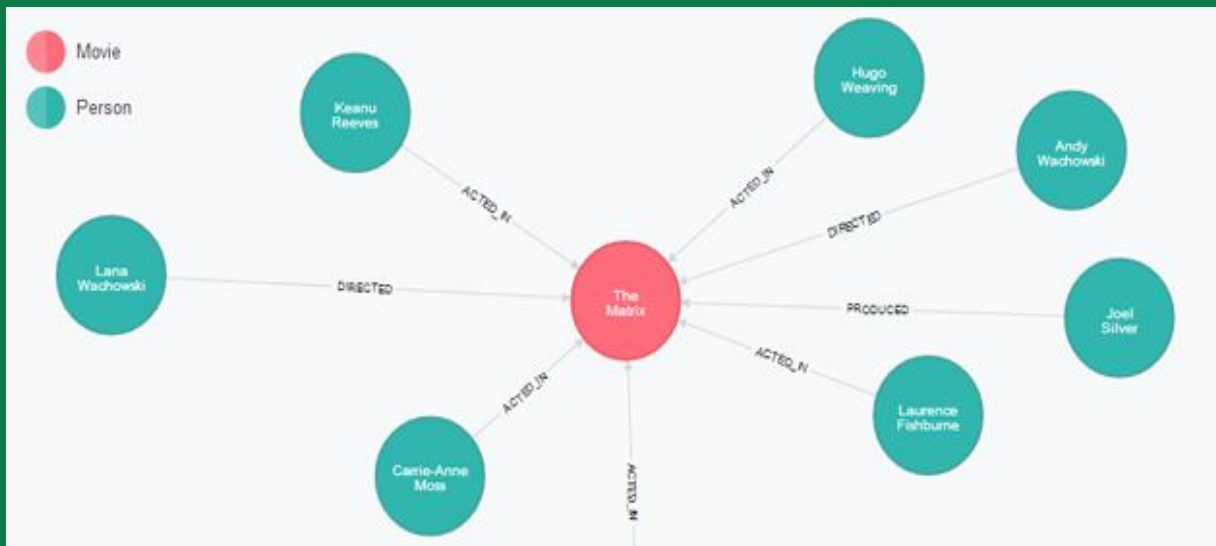 Movie
Person
Keanu
Reeves
Hugo
Weaving
Andy
Wachowski
ACTED_IN
ACTED_IN
DIRECTED
Lana
Wachowski
DIRECTED
The
Matrix
PRODUCED
Joel
Silver
ACTED_IN
ACTED_IN
Laurence
Fishburne
Carrie-Anne
Moss
ACTED_IN